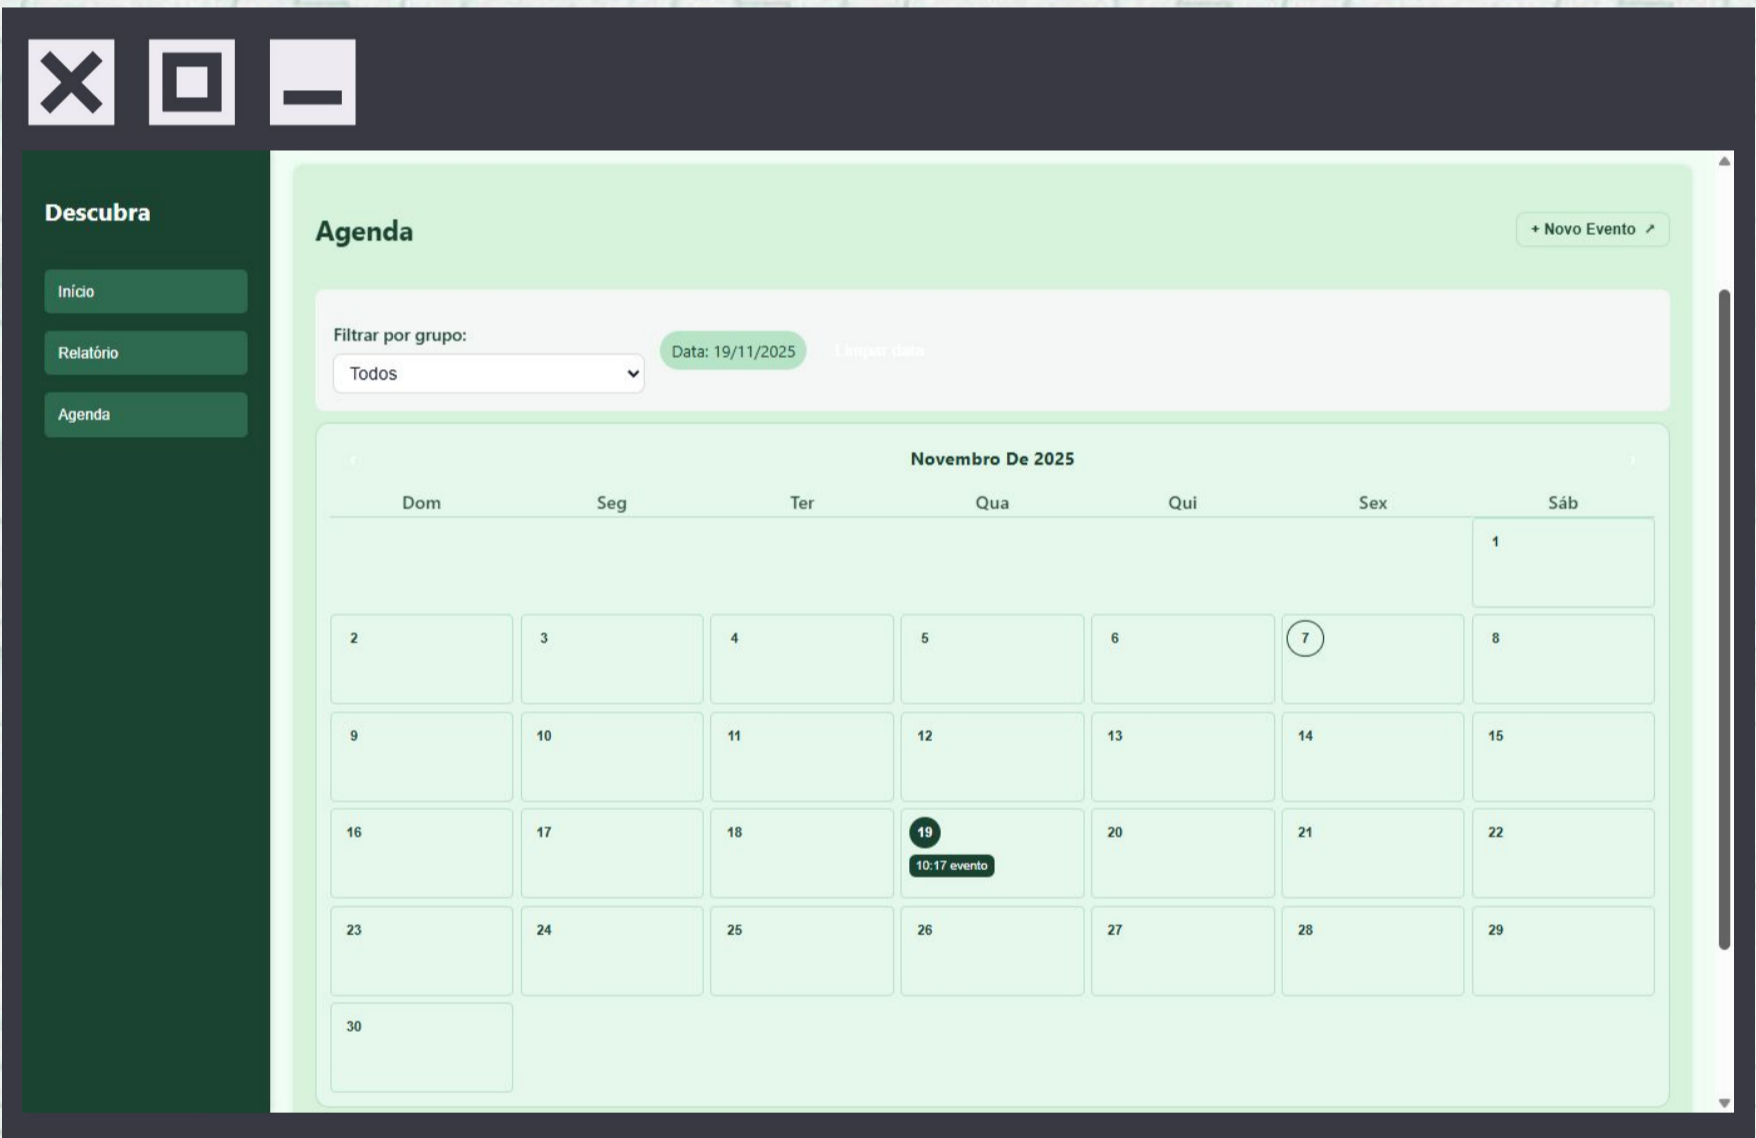 Descubra
Início
Relatório
Agenda
Agenda
+ Novo Evento ↗
Filtrar por grupo:
Todos
Data: 19/11/2025
Limpar data
Novembro De 2025
Dom Seg Ter Qua Qui Sex Sáb
1
2 3 4 5 6 7 8
9 10 11 12 13 14 15
16 17 18 19 20 21 22
10:17 evento
23 24 25 26 27 28 29
30